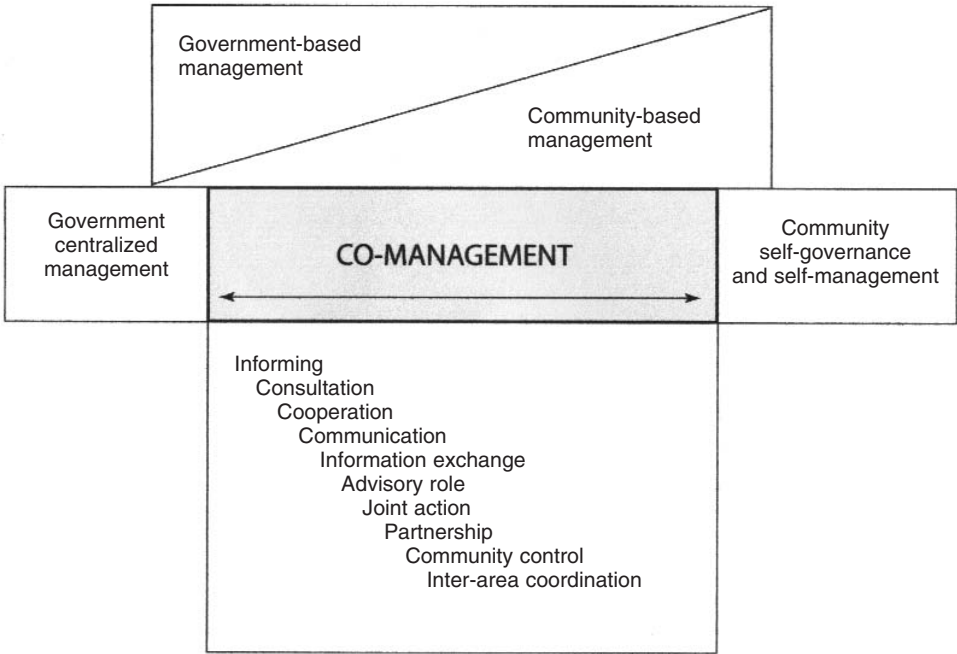 Government-based
management
Community-based
management
Government
centralized
management
CO-MANAGEMENT
Community
self-governance
and self-management
Informing
Consultation
Cooperation
Communication
Information exchange
Advisory role
Joint action
Partnership
Community control
Inter-area coordination